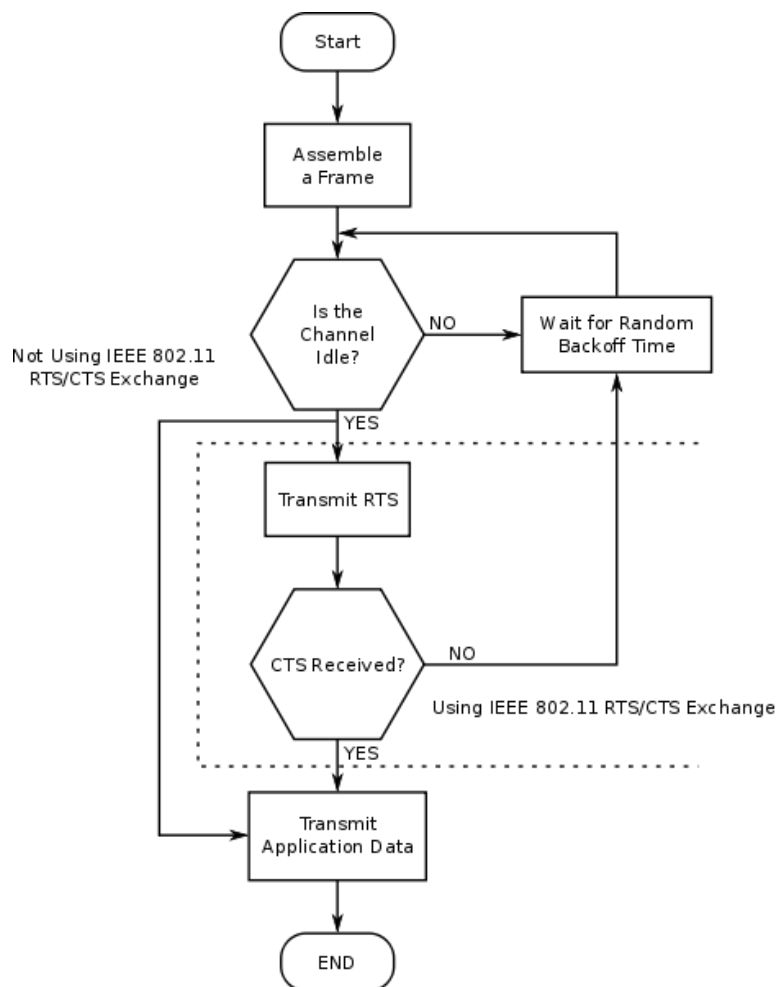 Start
Assemble
a Frame
Is the
Channel
Idle?
NO
Wait for Random
Backoff Time
Not Using IEEE 802.11
RTS/CTS Exchange
YES
Transmit RTS
CTS Received?
NO
Using IEEE 802.11 RTS/CTS Exchange
YES
Transmit
Application Data
END